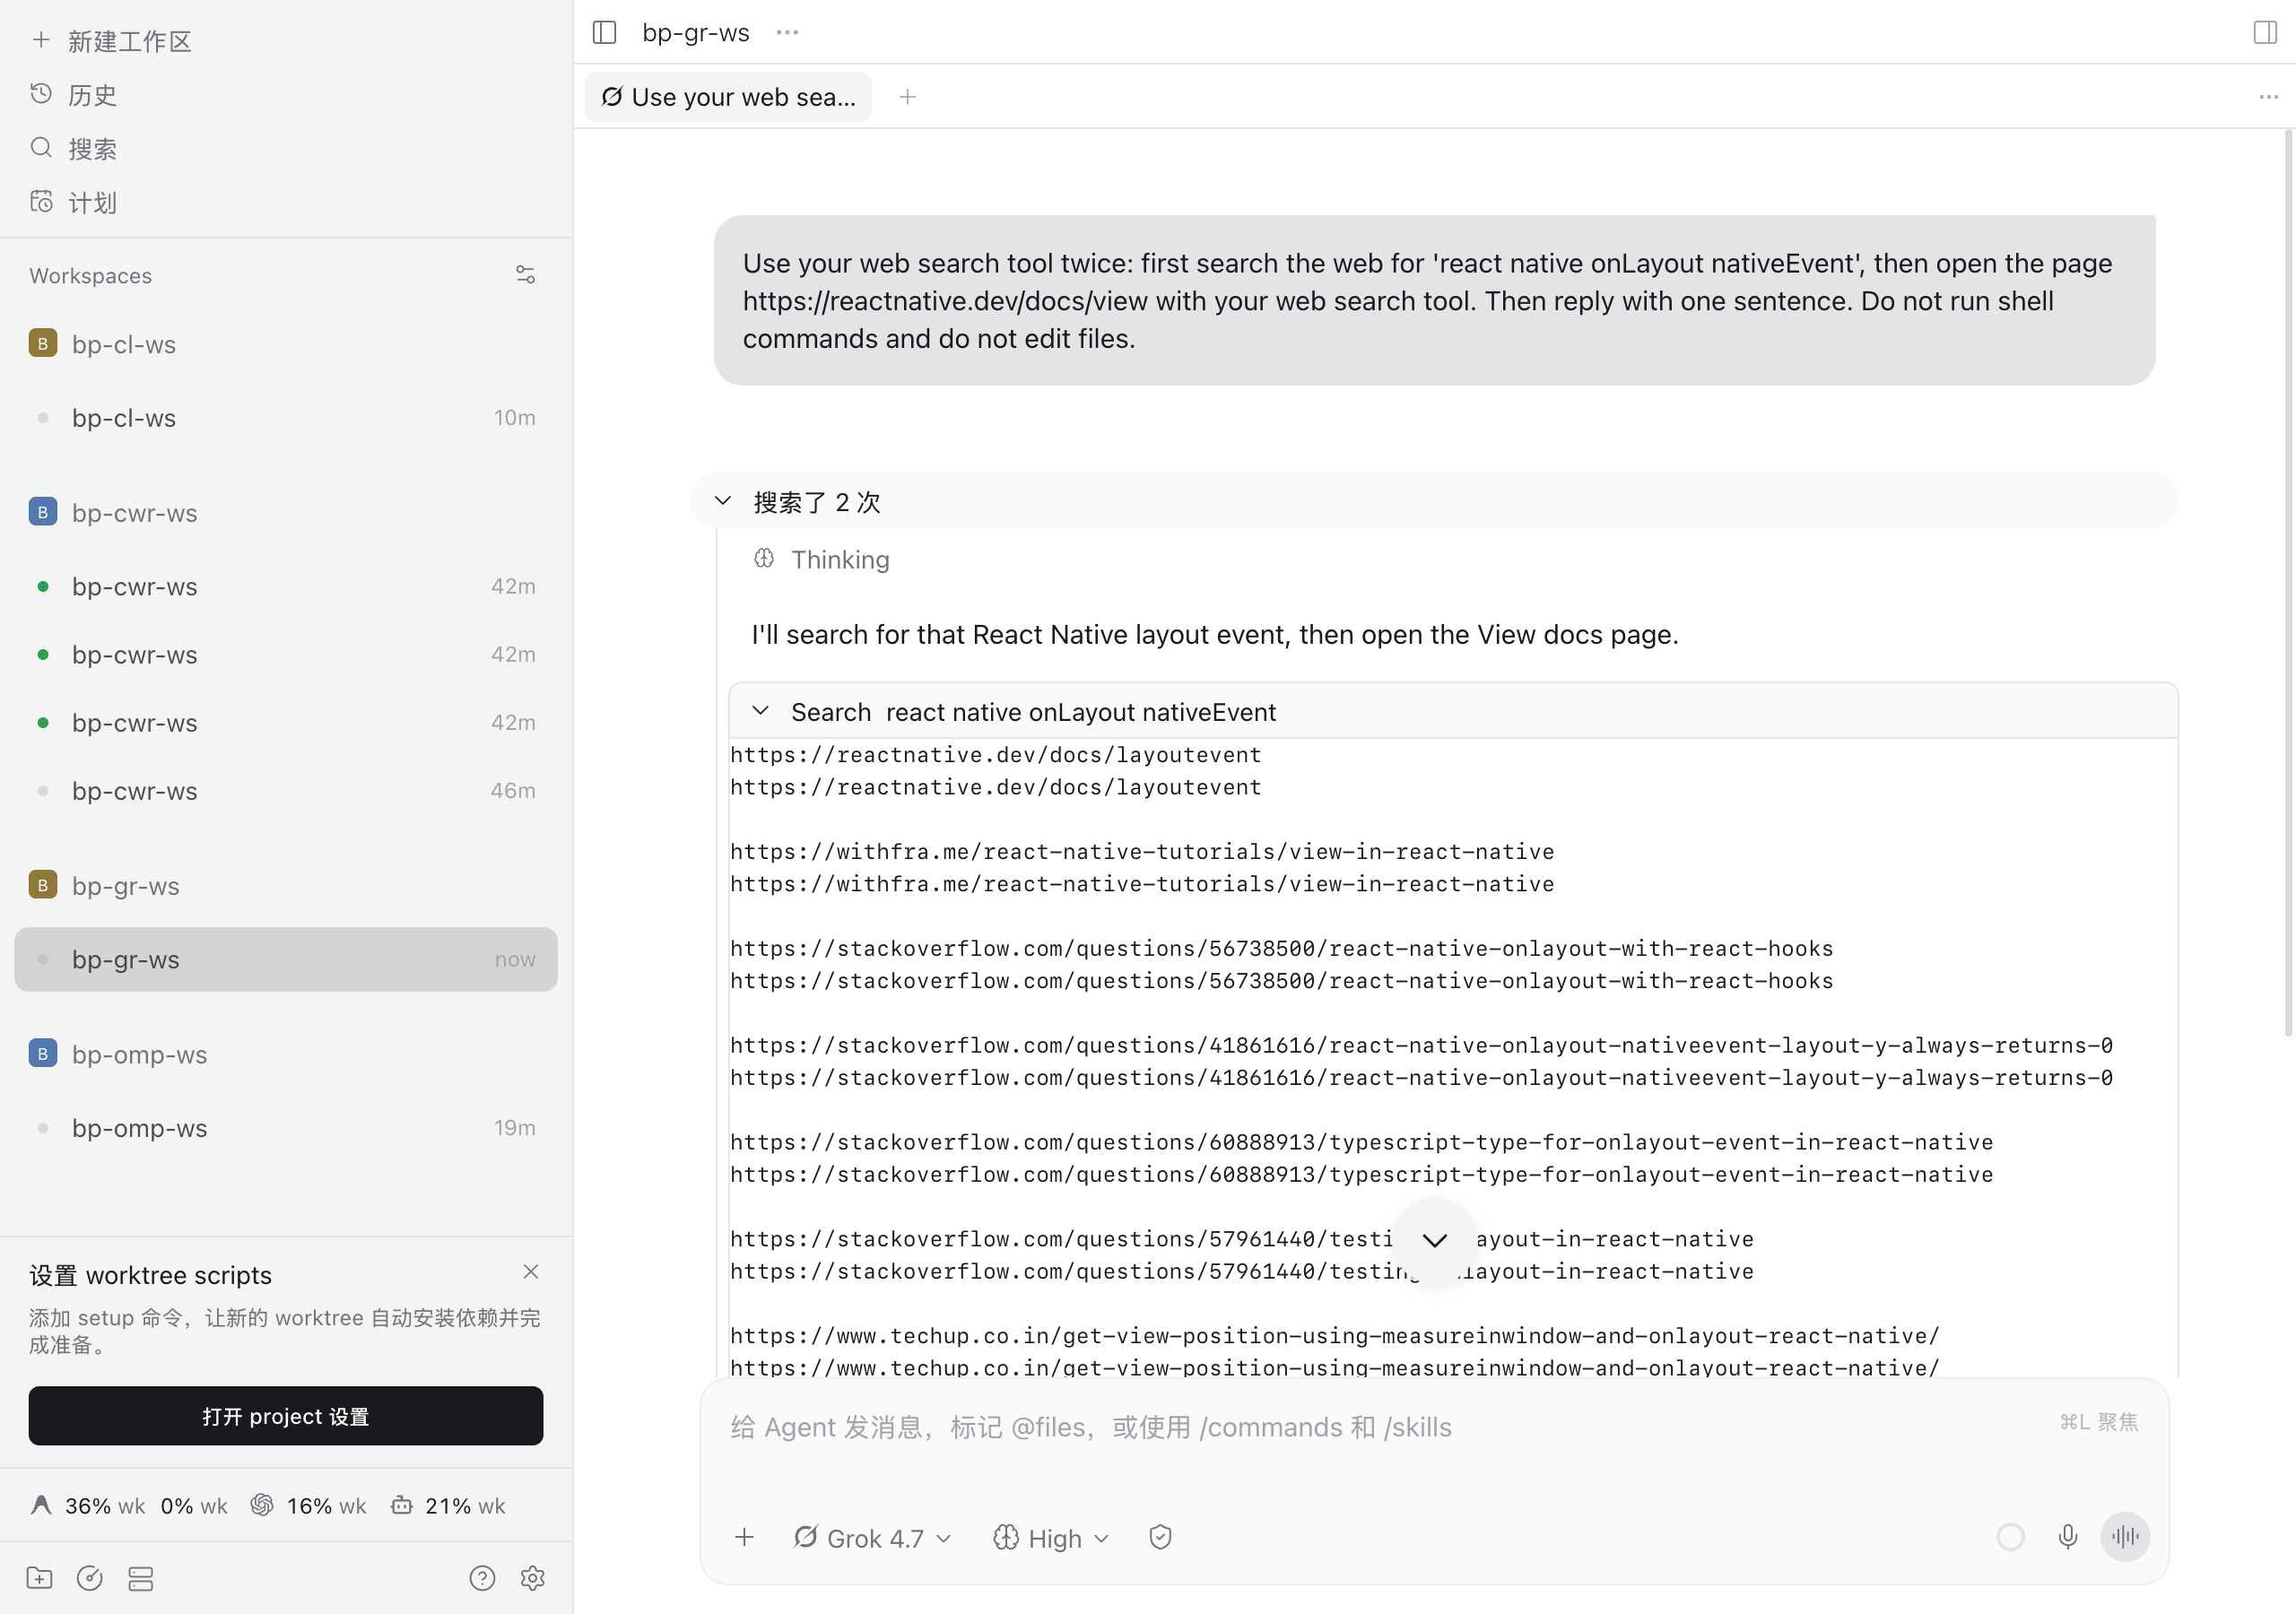 新建工作区
历史
搜索
计划
Workspaces
B bp-cl-ws
bp-cl-ws 10m
B bp-cwr-ws
bp-cwr-ws 42m
bp-cwr-ws 42m
bp-cwr-ws 42m
bp-cwr-ws 46m
B bp-gr-ws
bp-gr-ws now
B bp-omp-ws
bp-omp-ws 19m
设置 worktree scripts
添加 setup 命令，让新的 worktree 自动安装依赖并完
成准备。
打开 project 设置
36% wk 0% wk 16% wk 21% wk
bp-gr-ws
Use your web sea...
Use your web search tool twice: first search the web for 'react native onLayout nativeEvent', then open the page
https://reactnative.dev/docs/view with your web search tool. Then reply with one sentence. Do not run shell
commands and do not edit files.
搜索了 2 次
Thinking
I'll search for that React Native layout event, then open the View docs page.
Search react native onLayout nativeEvent
https://reactnative.dev/docs/layoutevent
https://reactnative.dev/docs/layoutevent
https://withfra.me/react-native-tutorials/view-in-react-native
https://withfra.me/react-native-tutorials/view-in-react-native
https://stackoverflow.com/questions/56738500/react-native-onlayout-with-react-hooks
https://stackoverflow.com/questions/56738500/react-native-onlayout-with-react-hooks
https://stackoverflow.com/questions/41861616/react-native-onlayout-nativeevent-layout-y-always-returns-0
https://stackoverflow.com/questions/41861616/react-native-onlayout-nativeevent-layout-y-always-returns-0
https://stackoverflow.com/questions/60888913/typescript-type-for-onlayout-event-in-react-native
https://stackoverflow.com/questions/60888913/typescript-type-for-onlayout-event-in-react-native
https://stackoverflow.com/questions/57961440/testi ayout-in-react-native
https://stackoverflow.com/questions/57961440/testing layout-in-react-native
https://www.techup.co.in/get-view-position-using-measureinwindow-and-onlayout-react-native/
https://www.techup.co.in/get-view-position-using-measureinwindow-and-onlayout-react-native/
给 Agent 发消息，标记 @files，或使用 /commands 和 /skills
⌘L 聚焦
Grok 4.7 High